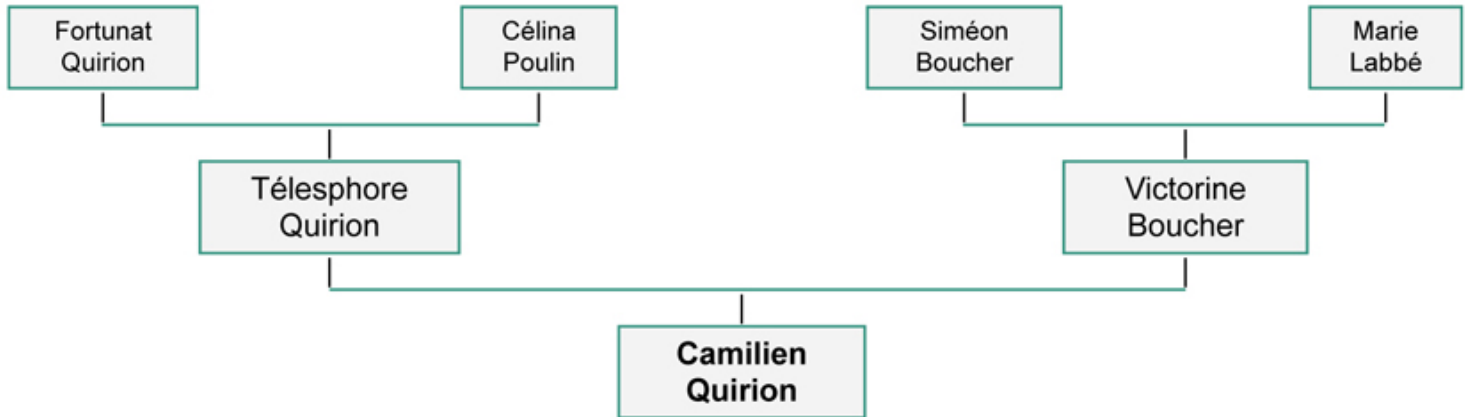 Fortunat
Quirion
Célina
Poulin
Siméon
Boucher
Marie
Labbé
Télesphore
Quirion
Victorine
Boucher
Camilien
Quirion